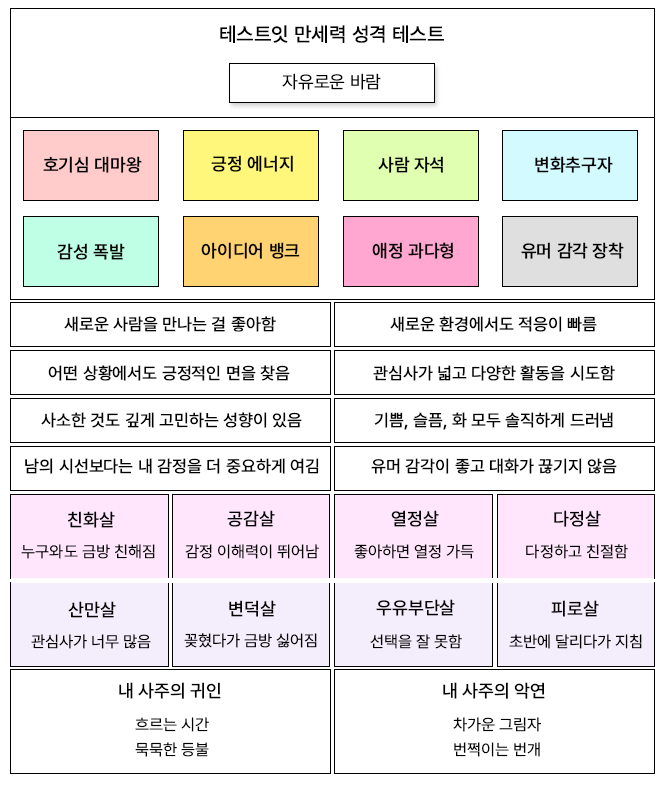 테스트잇 만세력 성격 테스트
자유로운 바람
호기심 대마왕
긍정 에너지
사람 자석
변화추구자
감성 폭발
아이디어 뱅크
애정 과다형
유머 감각 장착
새로운 사람을 만나는 걸 좋아함
새로운 환경에서도 적응이 빠름
어떤 상황에서도 긍정적인 면을 찾음
관심사가 넓고 다양한 활동을 시도함
사소한 것도 깊게 고민하는 성향이 있음
기쁨, 슬픔, 화 모두 솔직하게 드러냄
남의 시선보다는 내 감정을 더 중요하게 여김
유머 감각이 좋고 대화가 끊기지 않음
친화살
누구와도 금방 친해짐
공감살
감정 이해력이 뛰어남
열정살
좋아하면 열정 가득
다정살
다정하고 친절함
산만살
관심사가 너무 많음
변덕살
꽂혔다가 금방 싫어짐
우유부단살
선택을 잘 못함
피로살
초반에 달리다가 지침
내 사주의 귀인
흐르는 시간
묵묵한 등불
내 사주의 악연
차가운 그림자
번쩍이는 번개